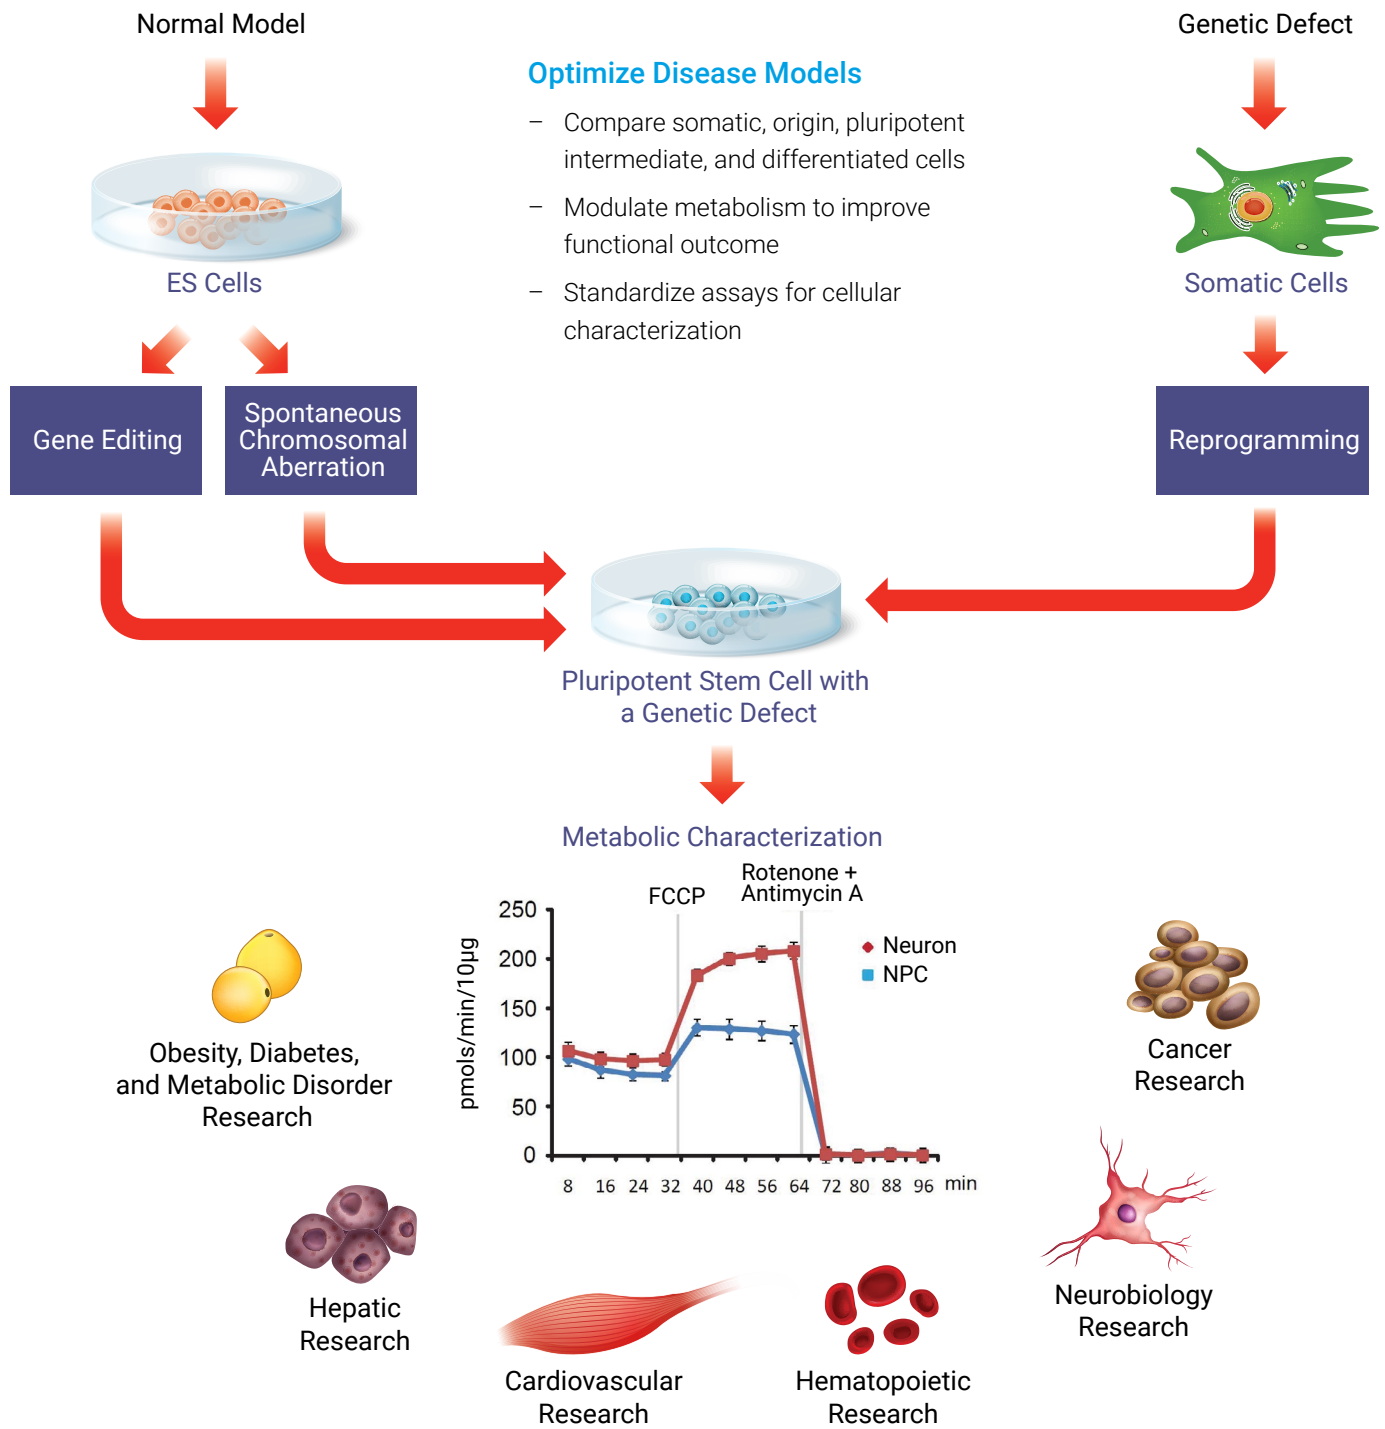 Normal Model
Genetic Defect
Optimize Disease Models
– Compare somatic, origin, pluripotent
intermediate, and differentiated cells
– Modulate metabolism to improve
functional outcome
– Standardize assays for cellular
characterization
ES Cells
Somatic Cells
Gene Editing
Spontaneous
Chromosomal
Aberration
Reprogramming
Pluripotent Stem Cell with
a Genetic Defect
Metabolic Characterization
FCCP
Rotenone +
Antimycin A
pmols/min/10µg
250
200
150
100
50
0
Neuron
NPC
8 16 24 32 40 48 56 64 72 80 88 96 min
Obesity, Diabetes,
and Metabolic Disorder
Research
Cancer
Research
Hepatic
Research
Neurobiology
Research
Cardiovascular
Research
Hematopoietic
Research